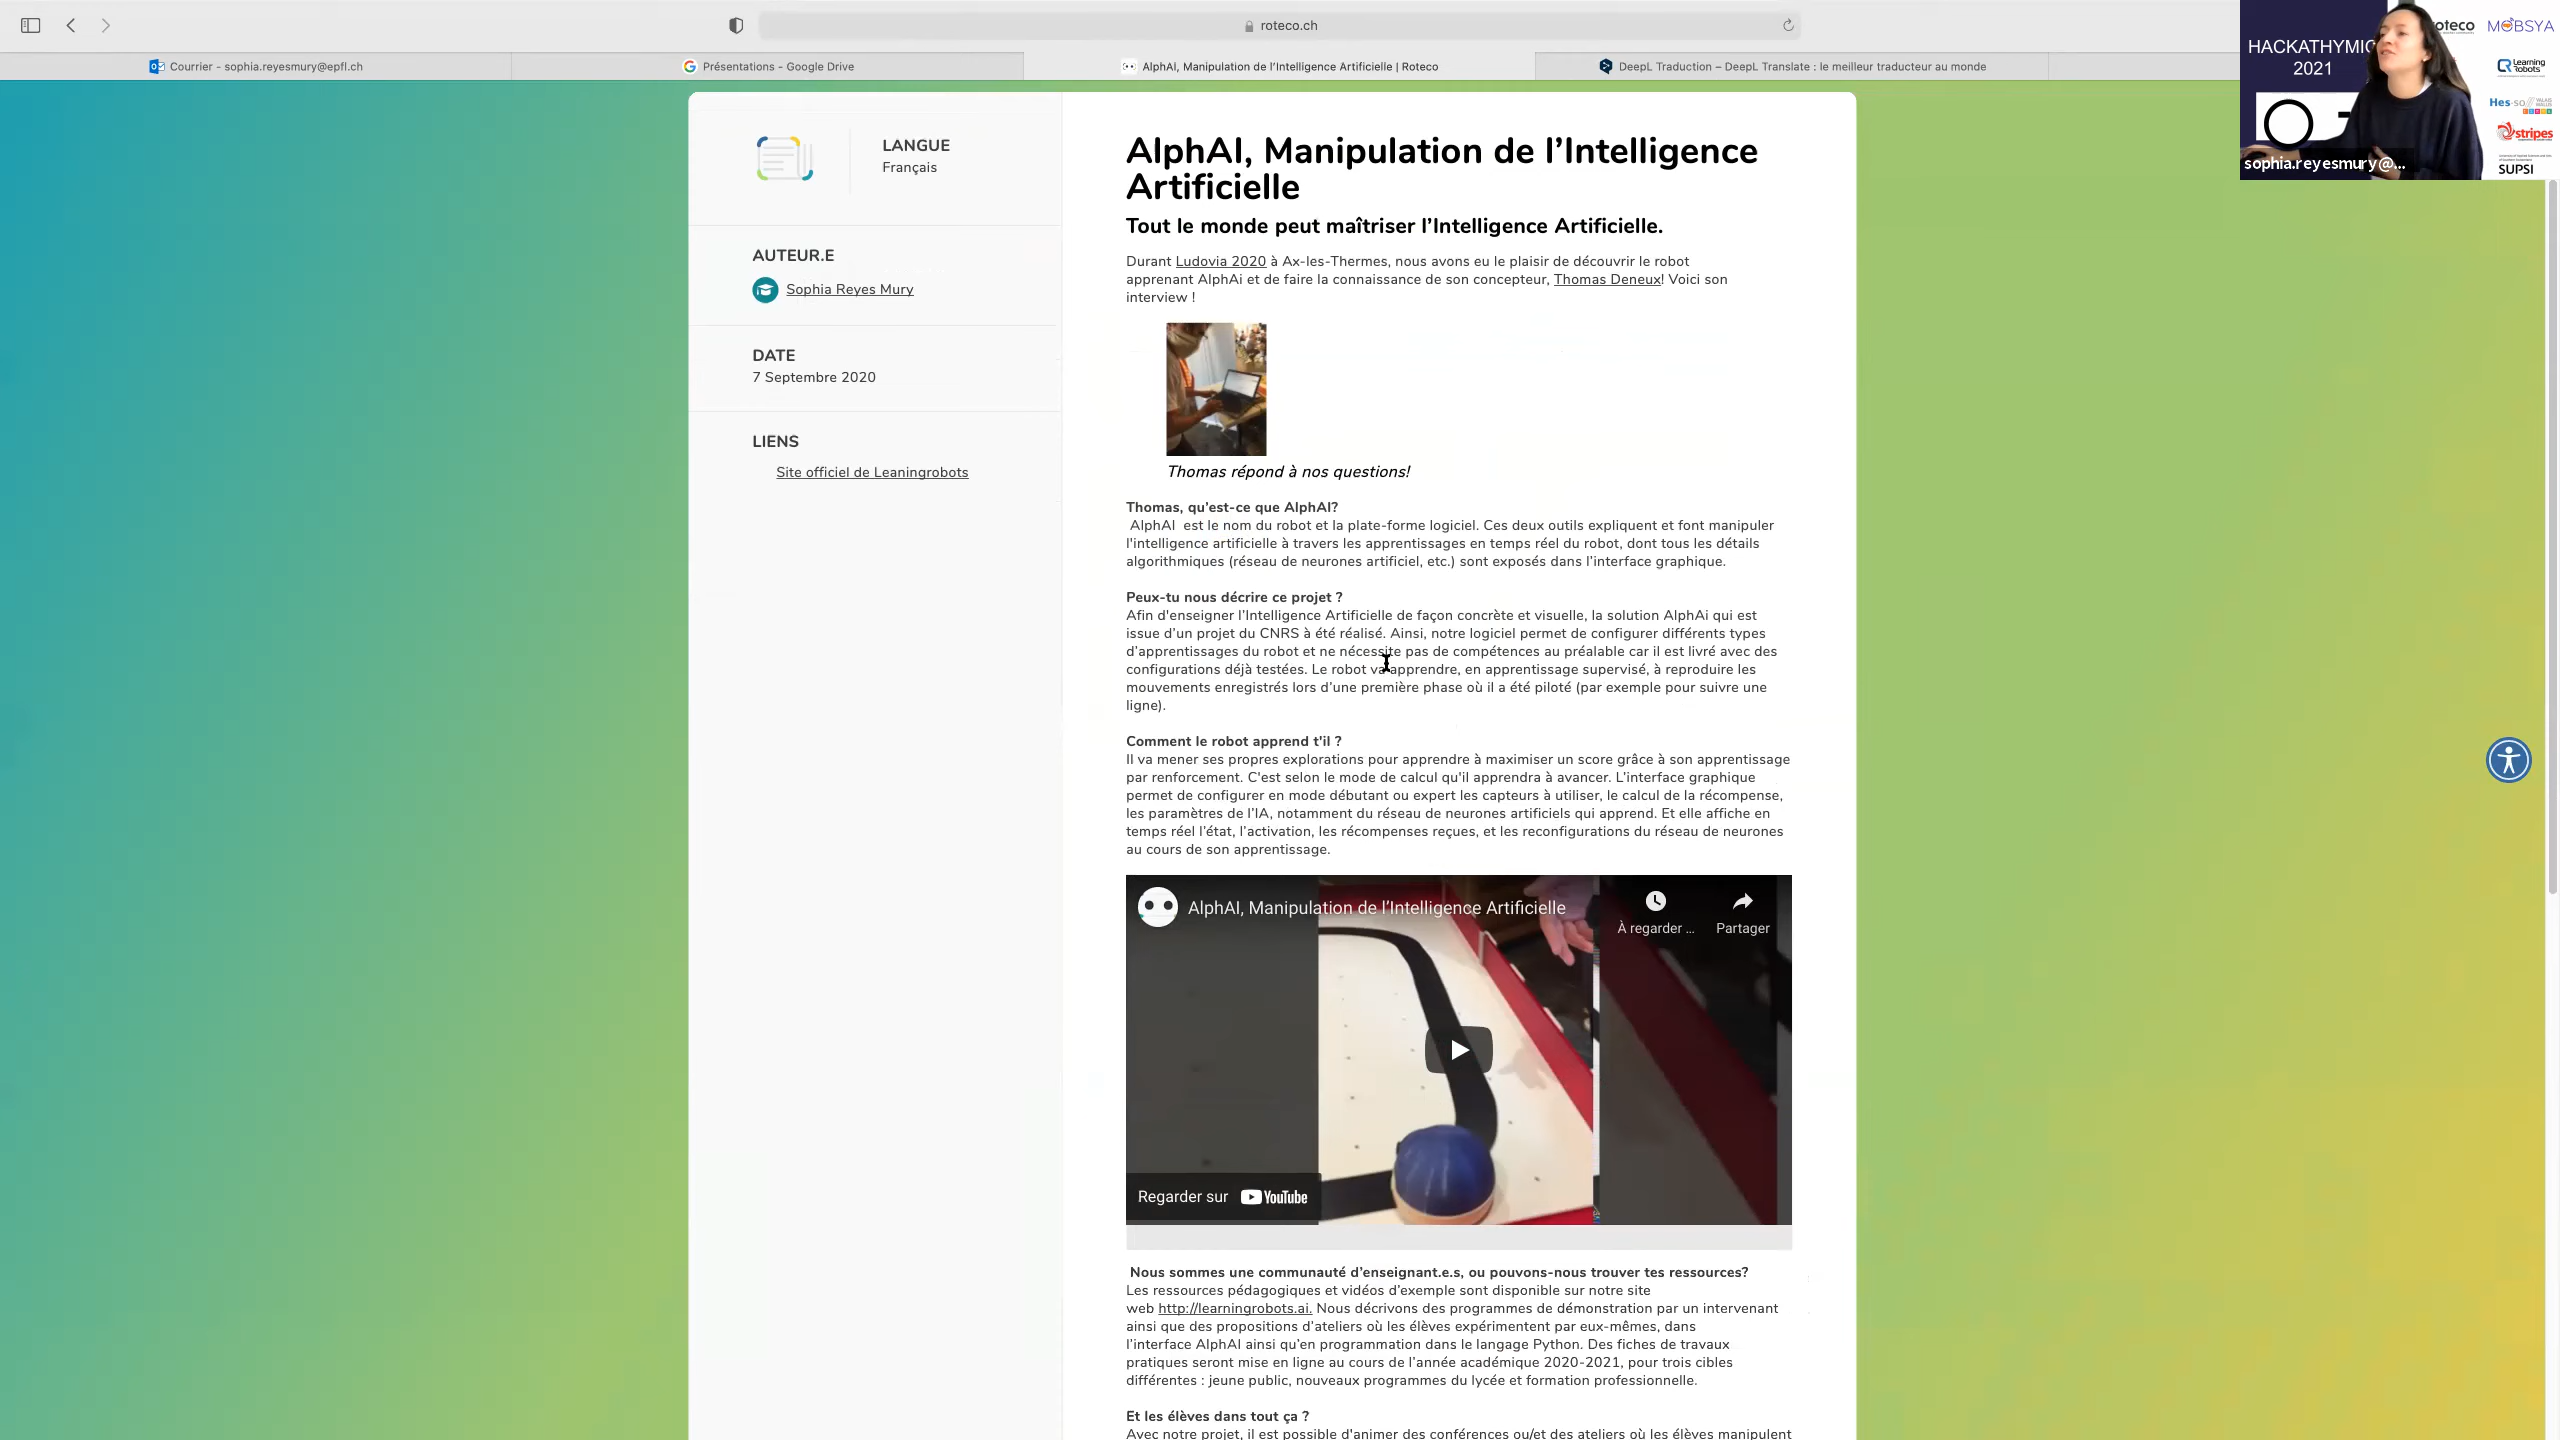 roteco.ch
Courrier – sophia.reyesmury@epfl.ch
Présentations - Google Drive
AlphAI, Manipulation de l'Intelligence Artificielle | Roteco
DeepL Traduction – DeepL Translate : le meilleur traducteur au monde
HACKATHYMIO
2021
sophia.reyesmury@...
MOBSYA
Learning
Robots
Hes·so
stripes
SUPSI
LANGUE
Français
AUTEUR.E
Sophia Reyes Mury
DATE
7 Septembre 2020
LIENS
Site officiel de Leaningrobots
AlphAI, Manipulation de l’Intelligence
Artificielle
Tout le monde peut maîtriser l’Intelligence Artificielle.
Durant Ludovia 2020 à Ax-les-Thermes, nous avons eu le plaisir de découvrir le robot
apprenant AlphAi et de faire la connaissance de son concepteur, Thomas Deneux! Voici son
interview !
Thomas répond à nos questions!
Thomas, qu’est-ce que AlphAI?
AlphAI est le nom du robot et la plate-forme logiciel. Ces deux outils expliquent et font manipuler
l'intelligence artificielle à travers les apprentissages en temps réel du robot, dont tous les détails
algorithmiques (réseau de neurones artificiel, etc.) sont exposés dans l’interface graphique.
Peux-tu nous décrire ce projet ?
Afin d'enseigner l’Intelligence Artificielle de façon concrète et visuelle, la solution AlphAi qui est
issue d’un projet du CNRS à été réalisé. Ainsi, notre logiciel permet de configurer différents types
d’apprentissages du robot et ne nécessite pas de compétences au préalable car il est livré avec des
configurations déjà testées. Le robot va apprendre, en apprentissage supervisé, à reproduire les
mouvements enregistrés lors d’une première phase où il a été piloté (par exemple pour suivre une
ligne).
Comment le robot apprend t'il ?
Il va mener ses propres explorations pour apprendre à maximiser un score grâce à son apprentissage
par renforcement. C'est selon le mode de calcul qu'il apprendra à avancer. L’interface graphique
permet de configurer en mode débutant ou expert les capteurs à utiliser, le calcul de la récompense,
les paramètres de l’IA, notamment du réseau de neurones artificiels qui apprend. Et elle affiche en
temps réel l’état, l’activation, les récompenses reçues, et les reconfigurations du réseau de neurones
au cours de son apprentissage.
AlphAI, Manipulation de l’Intelligence Artificielle
À regarder ...
Partager
Regarder sur YouTube
Nous sommes une communauté d’enseignant.e.s, ou pouvons-nous trouver tes ressources?
Les ressources pédagogiques et vidéos d’exemple sont disponible sur notre site
web http://learningrobots.ai. Nous décrivons des programmes de démonstration par un intervenant
ainsi que des propositions d’ateliers où les élèves expérimentent par eux-mêmes, dans
l’interface AlphAI ainsi qu’en programmation dans le langage Python. Des fiches de travaux
pratiques seront mise en ligne au cours de l’année académique 2020-2021, pour trois cibles
différentes : jeune public, nouveaux programmes du lycée et formation professionnelle.
Et les élèves dans tout ça ?
Avec notre projet, il est possible d'animer des conférences ou/et des ateliers où les élèves manipulent